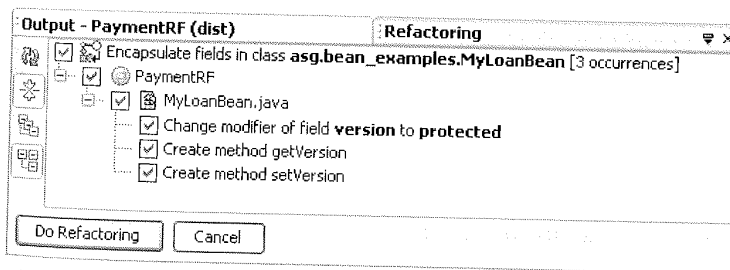 Output - PaymentRF (dist) Refactoring
Encapsulate fields in class asg.bean_examples.MyLoanBean [3 occurrences]
PaymentRF
MyLoanBean.java
Change modifier of field version to protected
Create method getVersion
Create method setVersion
Do Refactoring Cancel